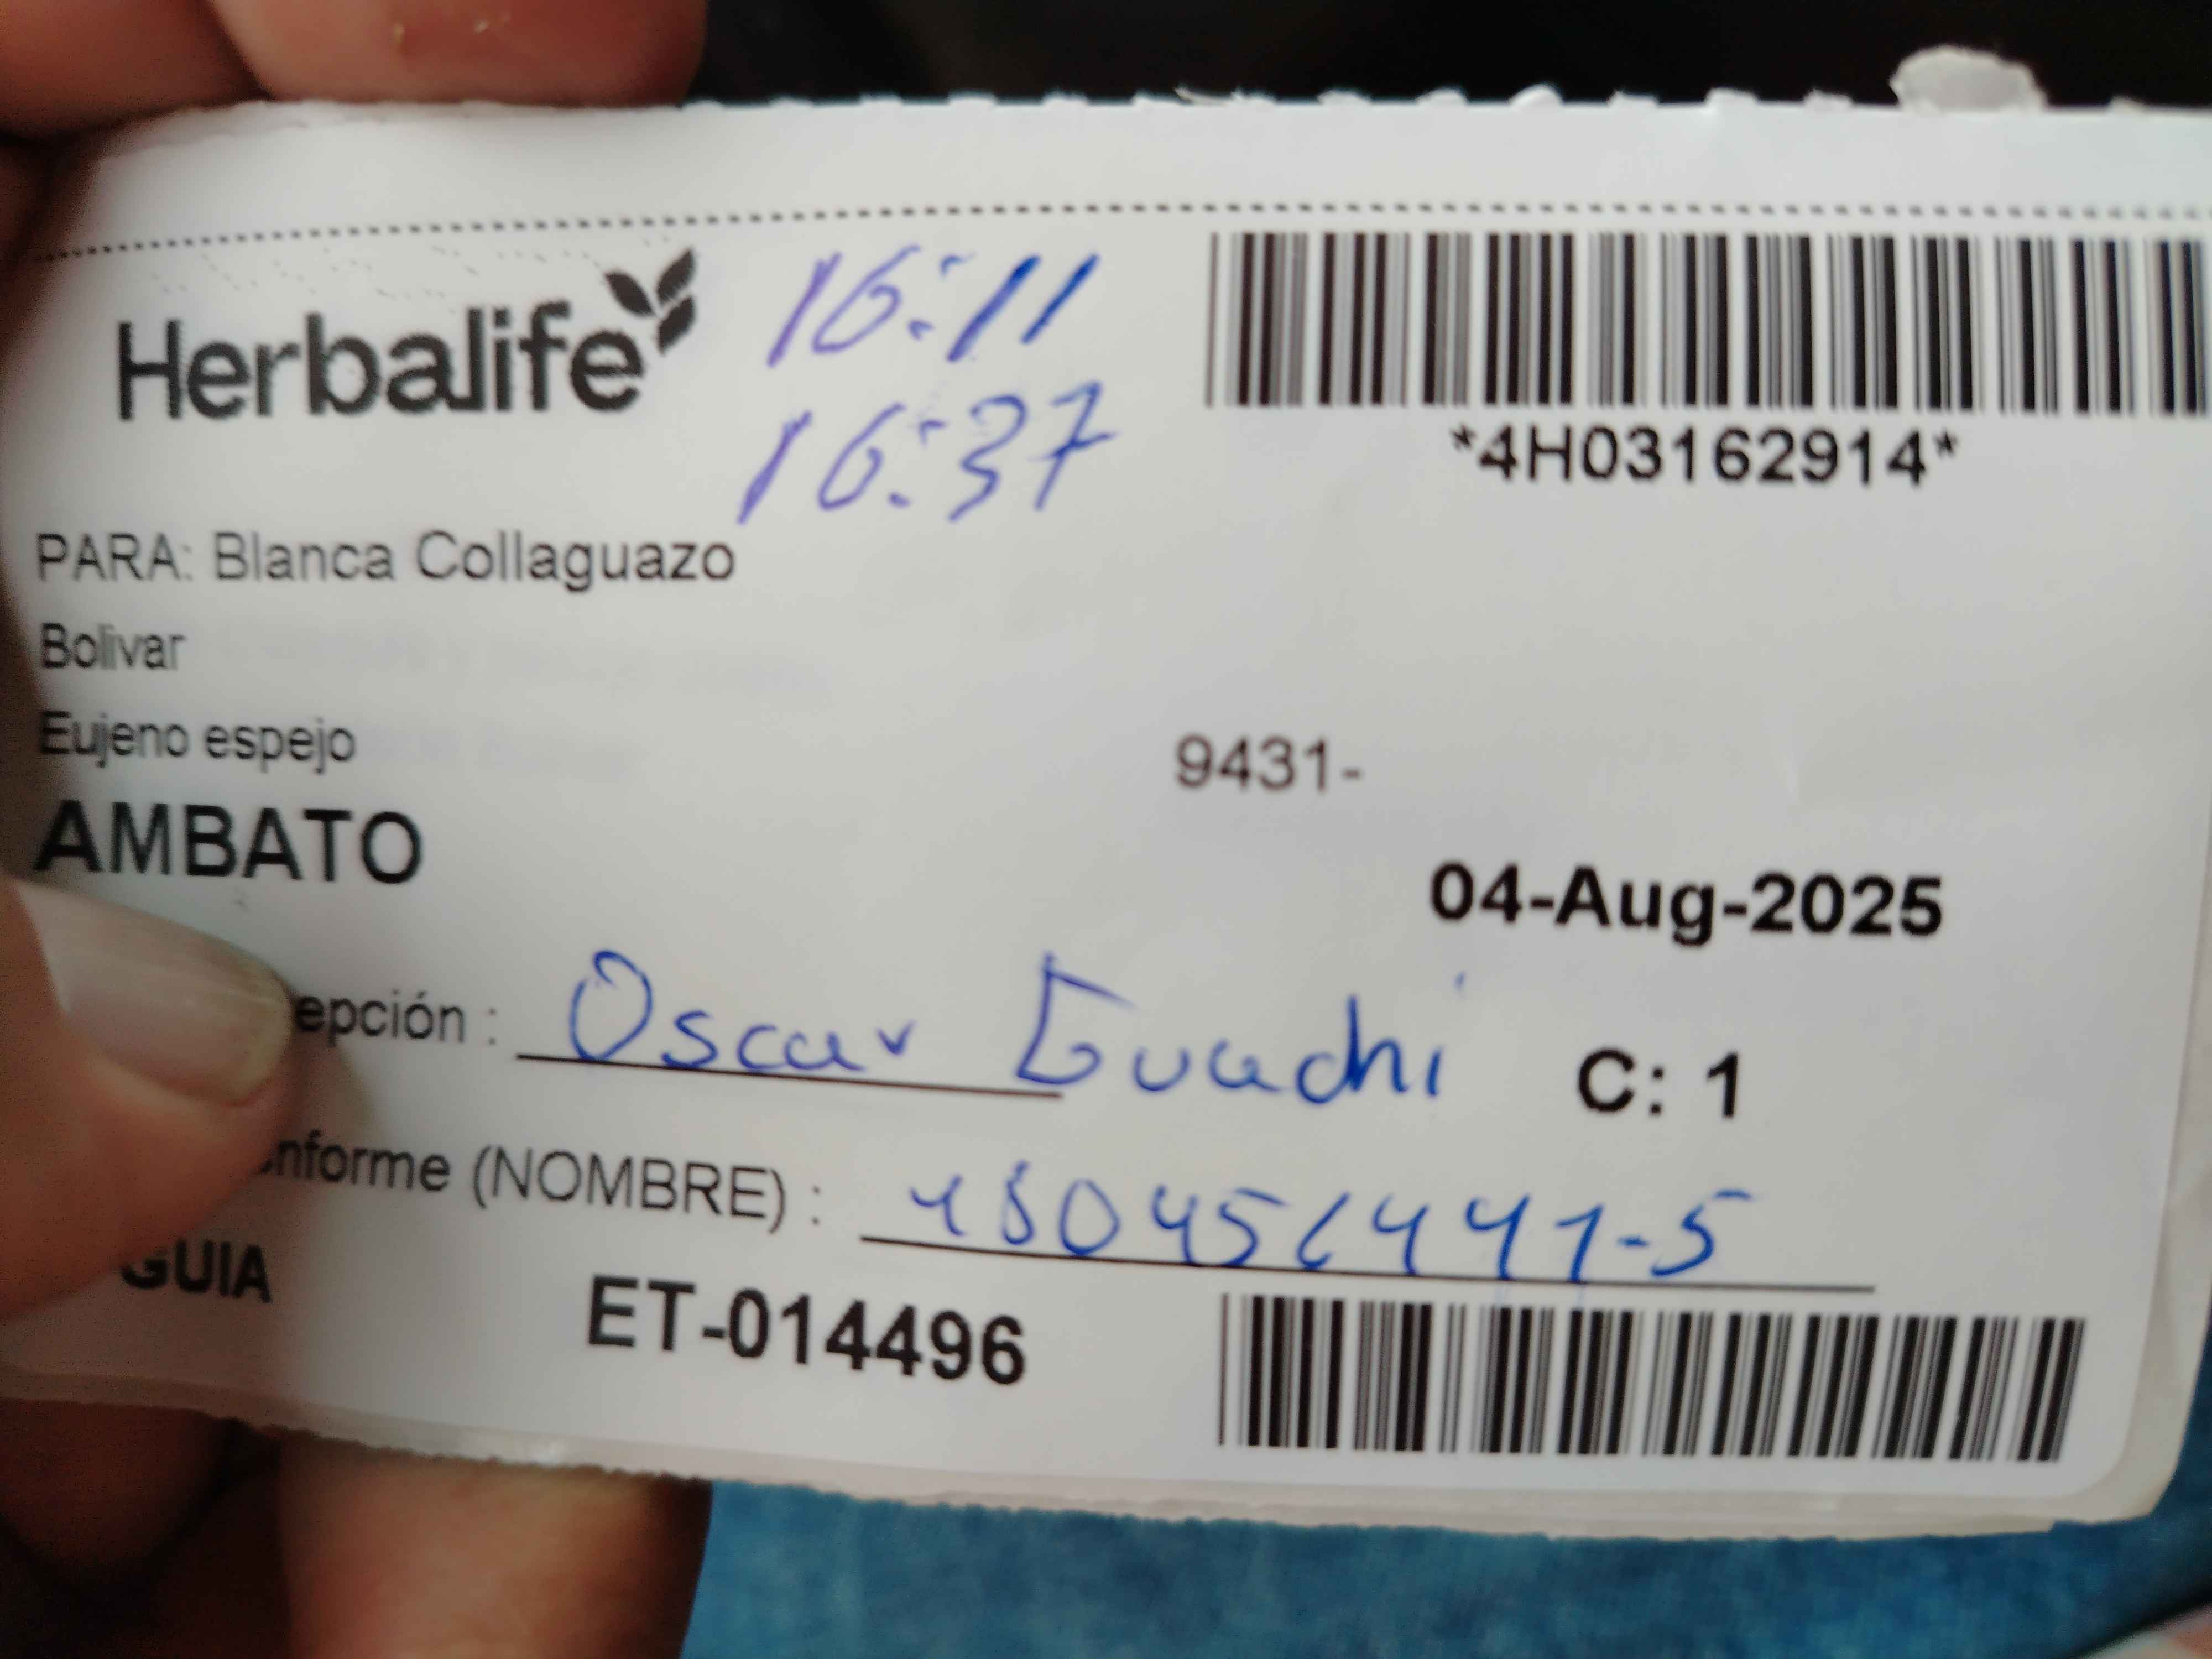 Herbalife
16:11
16:37
*4H03162914*
PARA: Blanca Collaguazo
Bolivar
Eujeno espejo
9431-
AMBATO
04-Aug-2025
epción : Oscar Guachi
C: 1
nforme (NOMBRE) : 180456441-5
GUIA ET-014496